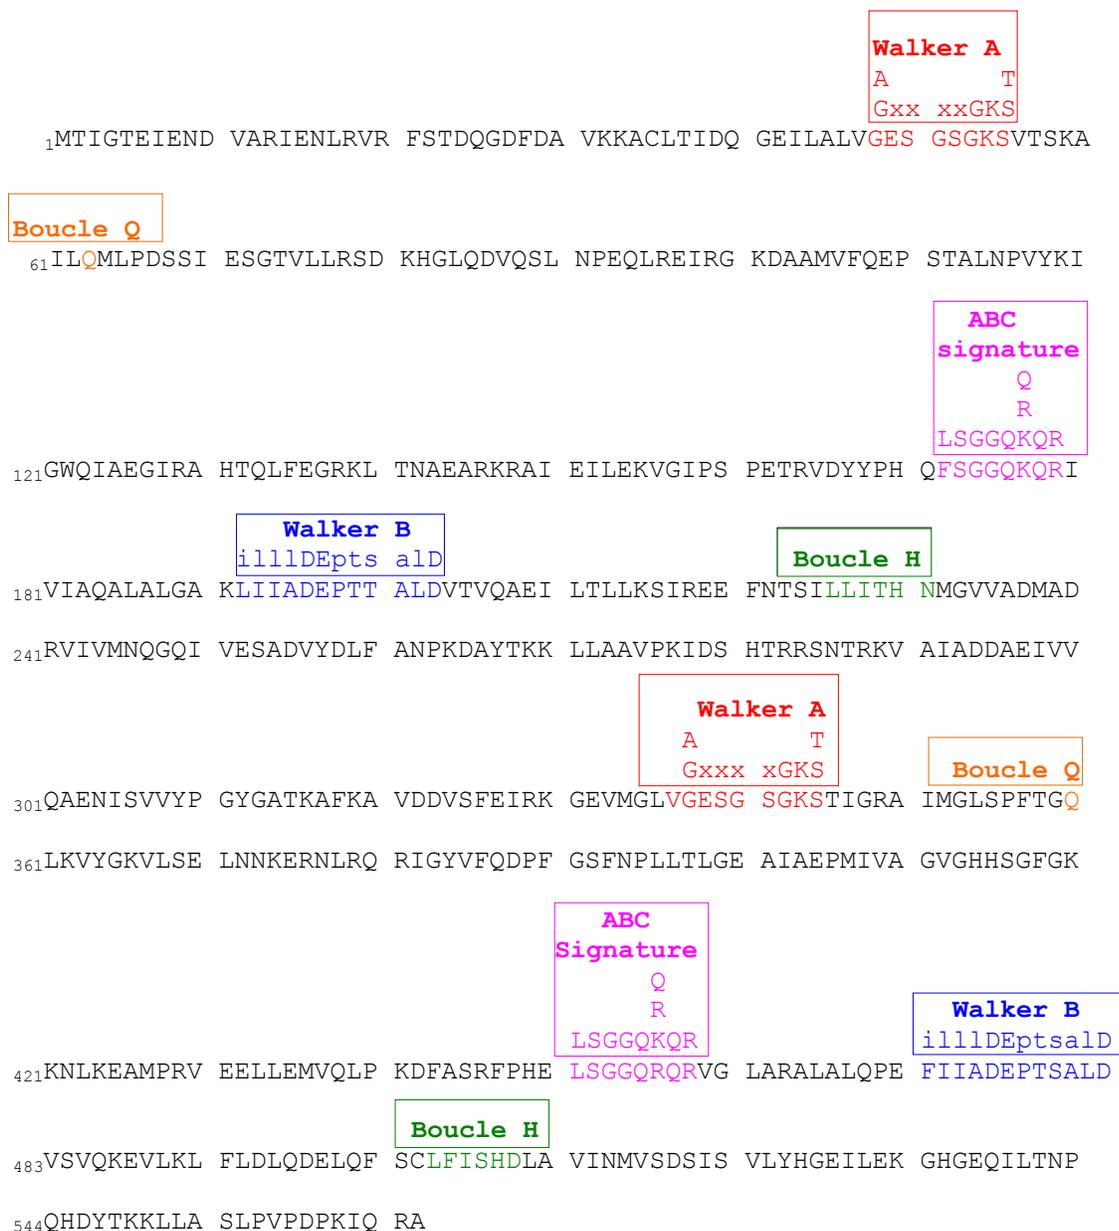 Walker A
A T
Gxx xxGKS
1MTIGTEIEND VARIENLRVR FSTDQGDFDA VKKACLTIDQ GEILALVGES GSGKSVTSKA
Boucle Q
61ILQMLPDSSI ESGTVLLRSD KHGLQDVQSL NPEQLREIRG KDAAMVFQEP STALNPVYKI
ABC
signature
Q
R
LSGGQKQR
121GWQIAEGIRA HTQLFEGRKL TNAEARKRAI EILEKVGIPS PETRVDYYPH QFSGGQKQRI
Walker B
illlDEpts alD
Boucle H
181VIAQALALGA KLIIADEPTT ALDVTVQAEI LTLLKSIREE FNTSILLITH NMGVVADMAD
241RVIVMNQGQI VESADVYDLF ANPKDAYTKK LLAAVPKIDS HTRRSNTRKV AIADDAEIVV
Walker A
A T
Gxxx xGKS
Boucle Q
301QAENISVVYP GYGATKAFKA VDDVSFEIRK GEVMGLVGESG SGKSTIGRA IMGLSPFTGQ
361LKVYGKVLSE LNNKERNLRQ RIGYVFQDPF GSFNPLLTLGE AIAEPMIVA GVGHHSGFGK
ABC
Signature
Q
R
LSGGQKQR
Walker B
illlDEptsalD
421KNLKEAMPRV EELLEMVQLP KDFASRFPHE LSGGQRQRVG LARALALQPE FIIADEPTSALD
Boucle H
483VSVQKEVLKL FLDLQDELQF SCLFISHDLA VINMVSDSIS VLYHGEILEK GHGEQILTNP
544QHDYTKKLLA SLPVPDPKIQ RA